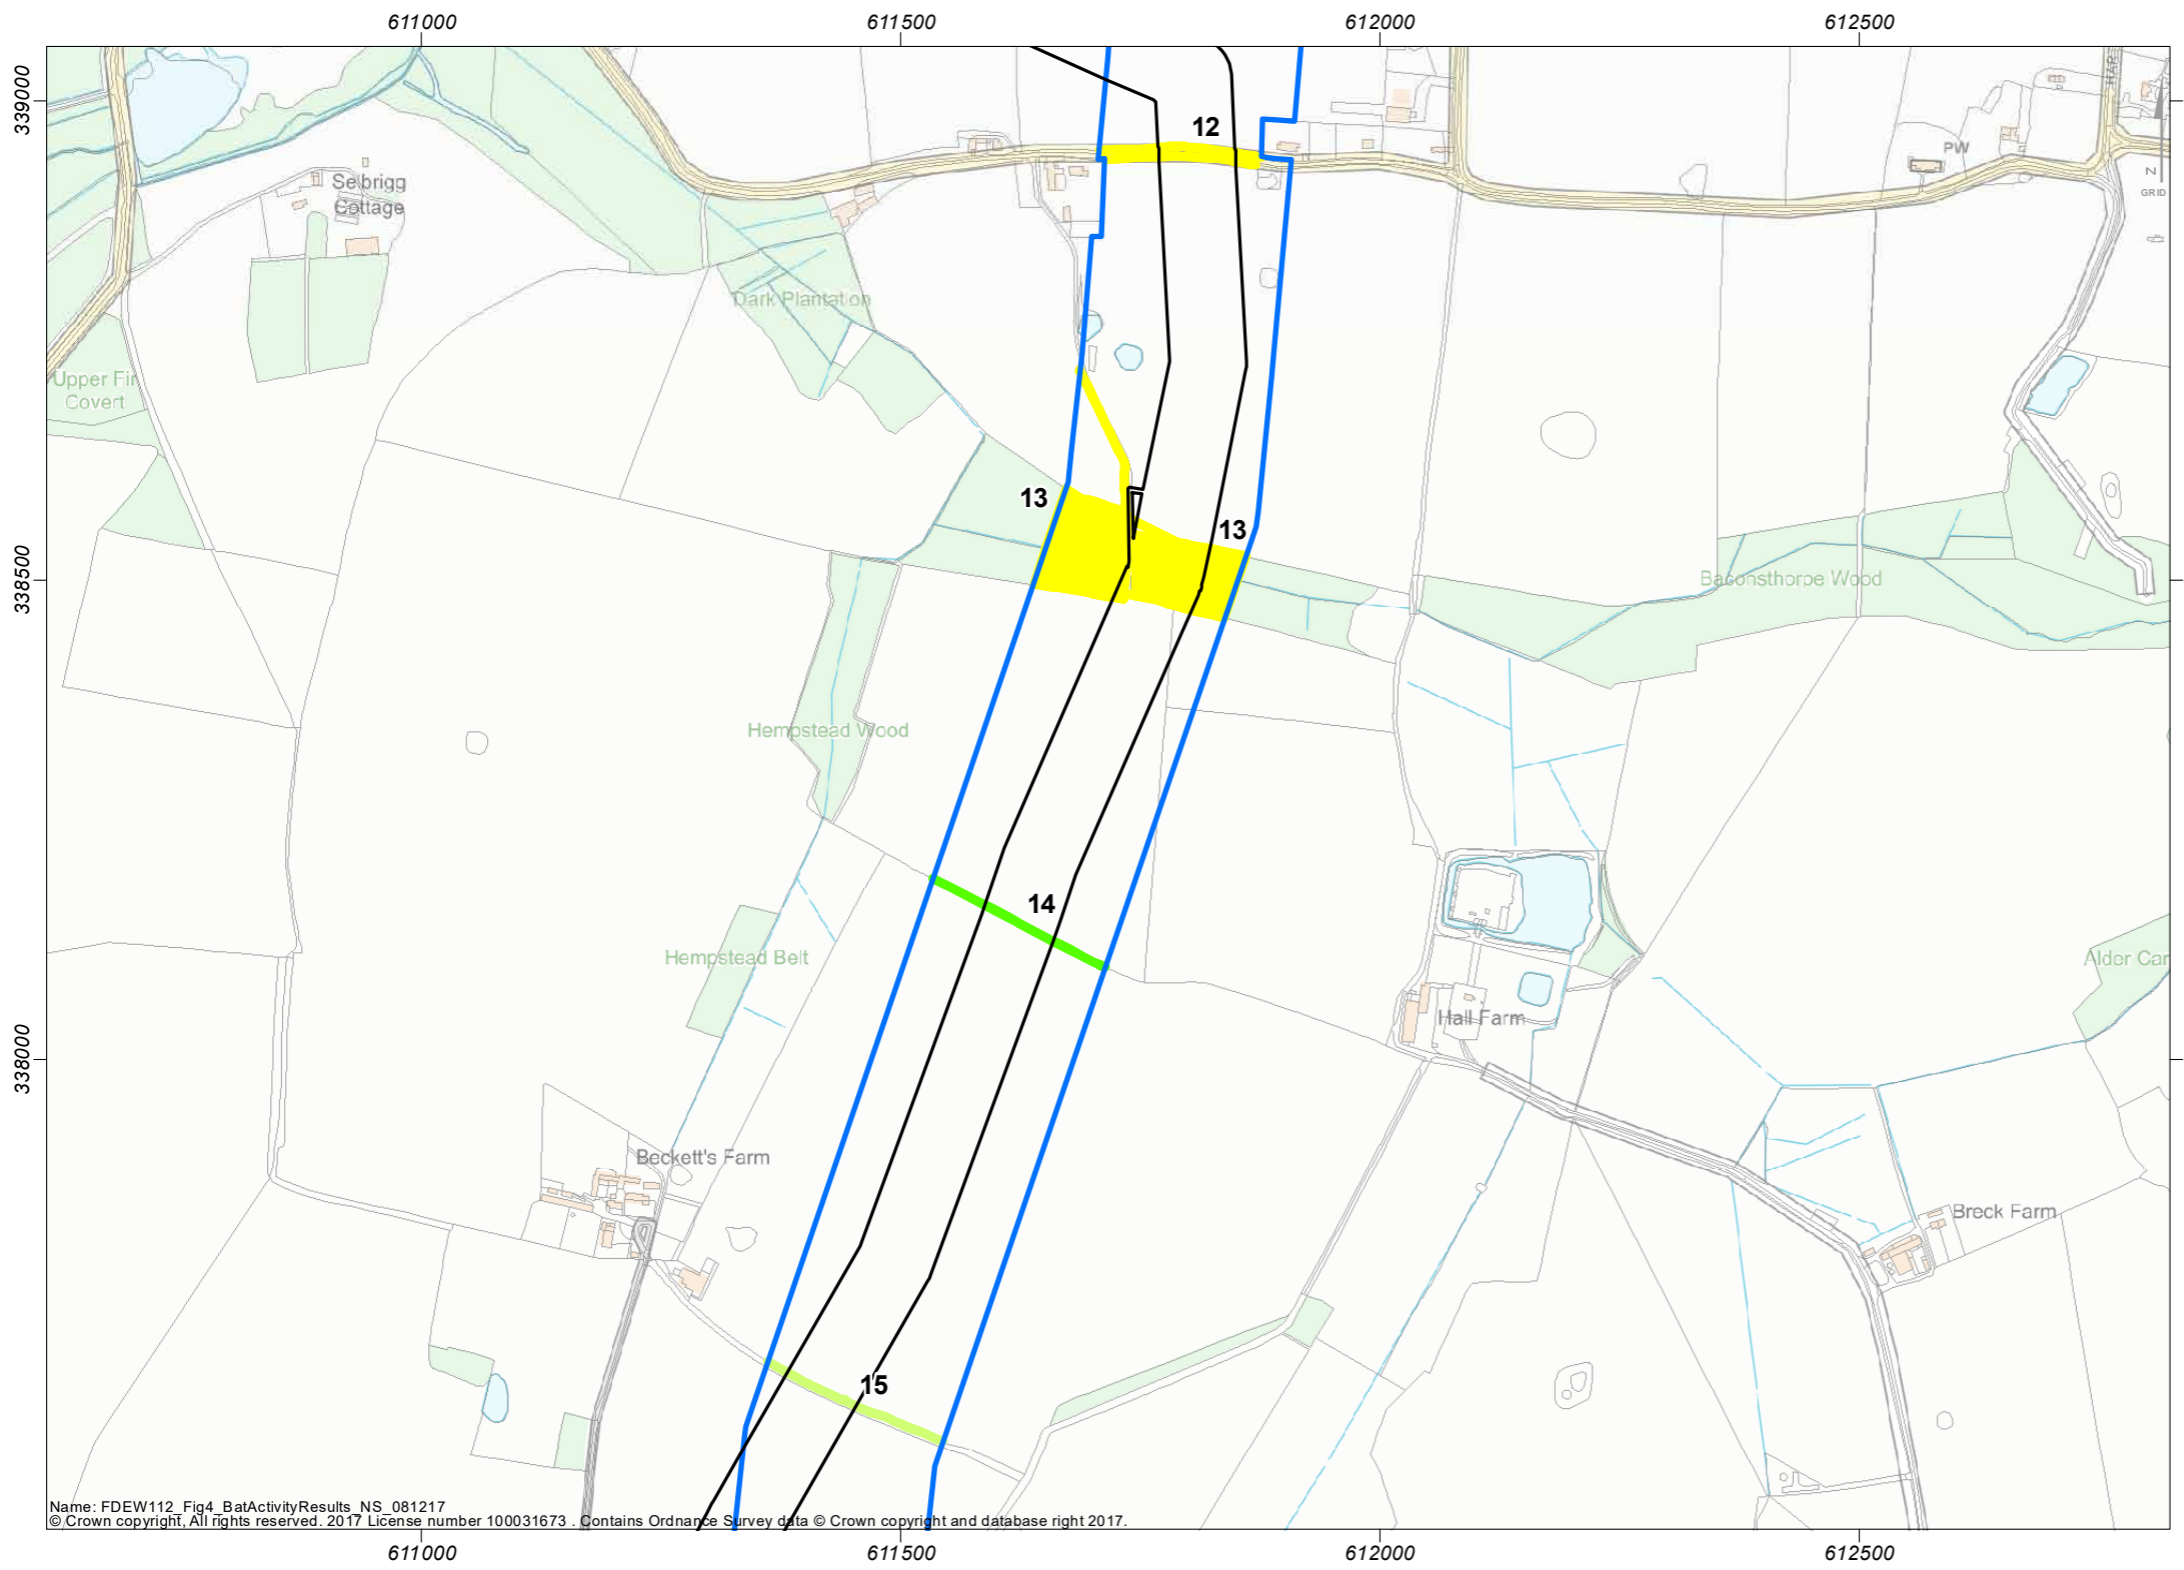 611000
611500
612000
612500
339000
338500
338000
12
PW
N
GRID
Selbrigg
Cottage
Dark Plantation
Upper Fir
Covert
13
13
Baconsthorpe Wood
Hempstead Wood
14
Hempstead Belt
Alder Car
Hall Farm
Beckett's Farm
Breck Farm
15
Name: FDEW112_Fig4_BatActivityResults_NS_081217
© Crown copyright, All rights reserved. 2017 License number 100031673 . Contains Ordnance Survey data © Crown copyright and database right 2017.
611000
611500
612000
612500